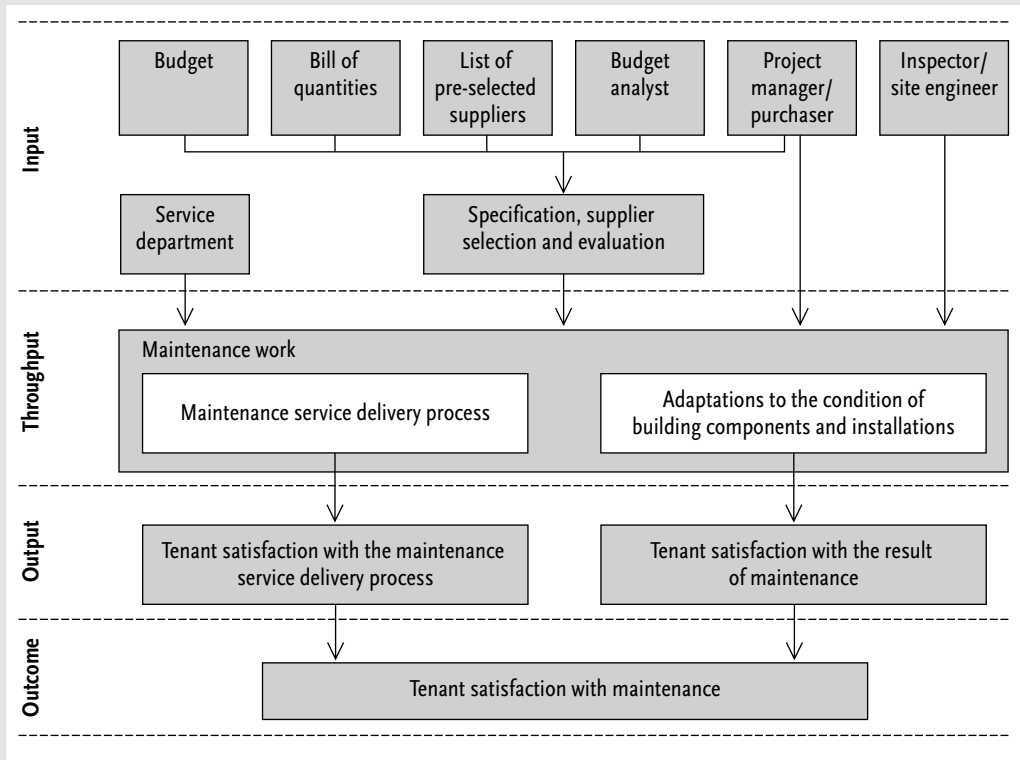 Input
Budget
Bill of
quantities
List of
pre-selected
suppliers
Budget
analyst
Project
manager/
purchaser
Inspector/
site engineer
Service
department
Specification, supplier
selection and evaluation
Throughput
Maintenance work
Maintenance service delivery process
Adaptations to the condition of
building components and installations
Output
Tenant satisfaction with the maintenance
service delivery process
Tenant satisfaction with the result
of maintenance
Outcome
Tenant satisfaction with maintenance